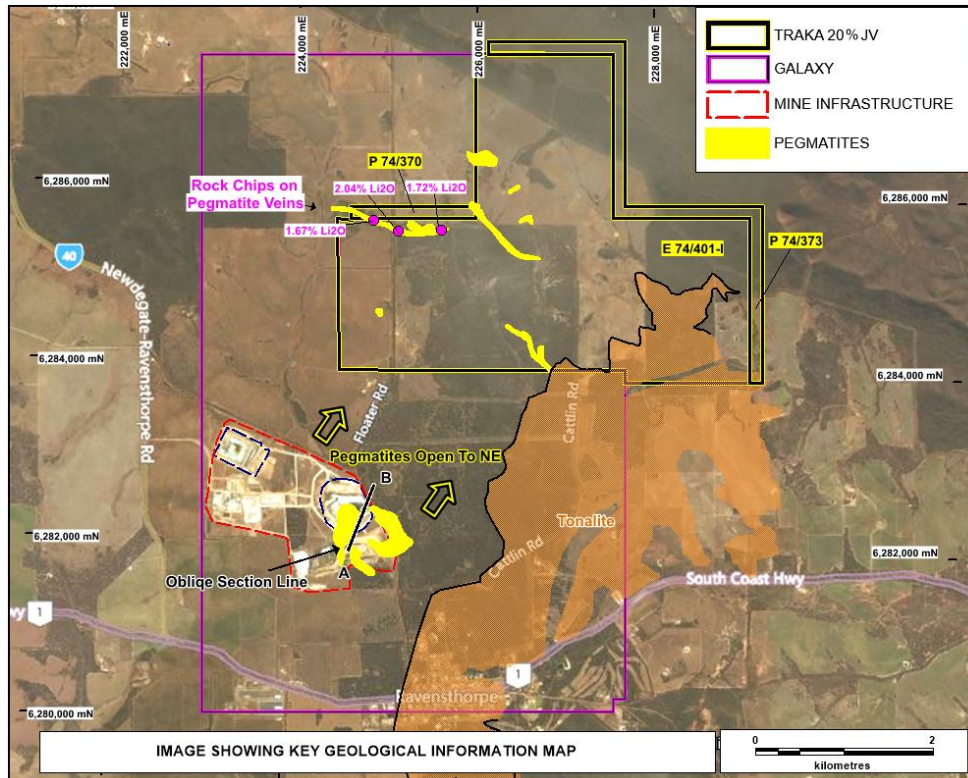 222,000 mE
224,000 mE
226,000 mE
228,000 mE
TRAKA 20% JV
GALAXY
MINE INFRASTRUCTURE
PEGMATITES
6,286,000 mN
6,286,000 mN
P 74/370
Rock Chips on
Pegmatite Veins
2.04% Li2O
1.72% Li2O
1.67% Li2O
E 74/401-I
P 74/373
40
Newdegate-Ravensthorpe Rd
6,284,000 mN
6,284,000 mN
Floater Rd
Cattlin Rd
Pegmatites Open To NE
B
6,282,000 mN
6,282,000 mN
Tonalite
Cattlin Rd
A
Obliqe Section Line
South Coast Hwy
wy
1
1
Ravensthorpe
6,280,000 mN
IMAGE SHOWING KEY GEOLOGICAL INFORMATION MAP
0
2
kilometres